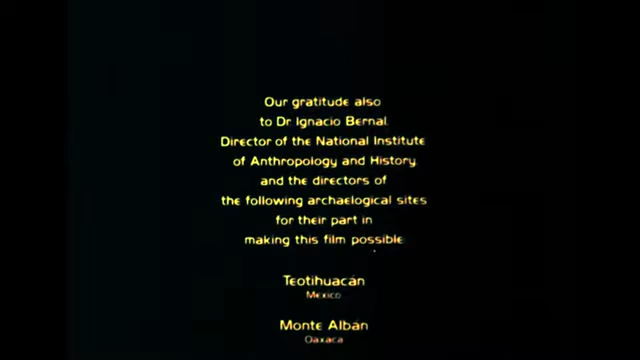 Our gratitude also
to Dr Ignacio Bernal
Director of the National Institute
of Anthropology and History
and the directors of
the following archaelogical sites
for their part in
making this film possible
Teotihuacán
Mexico
Monte Albán
Oaxaca